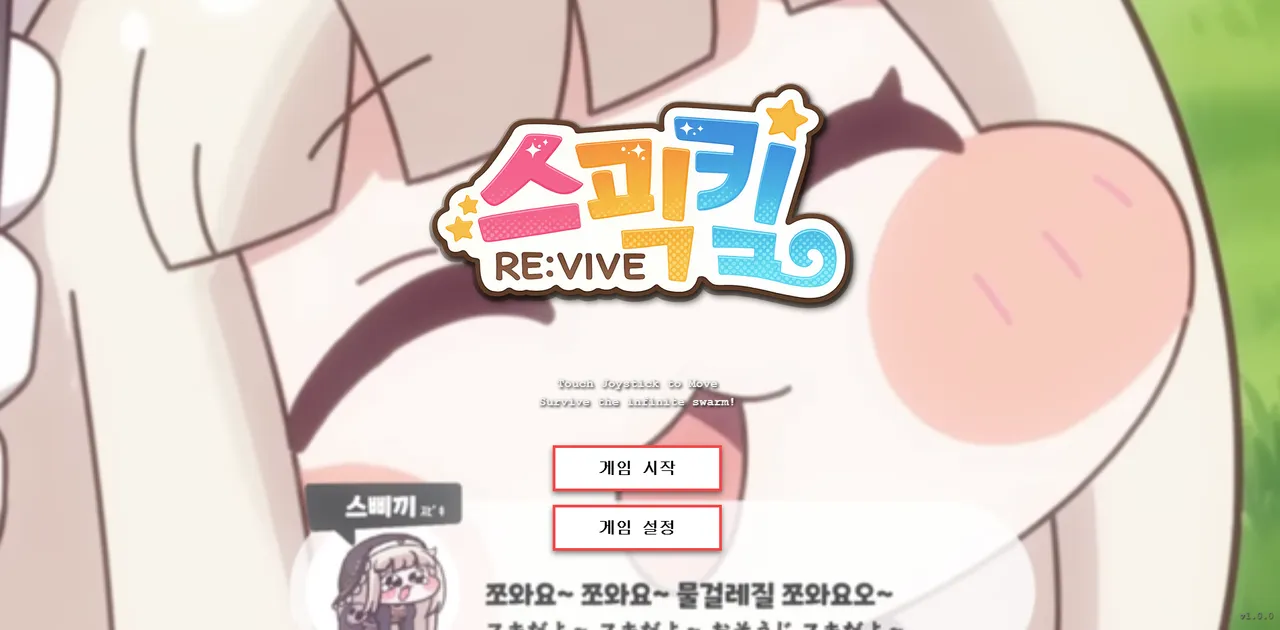 스푀킼
RE:VIVE
Touch Joystick to Move
Survive the infinite swarm!
게임 시작
게임 설정
스삐끼
쪼와요~ 쪼와요~ 물걸레질 쪼와요오~
v1.0.0